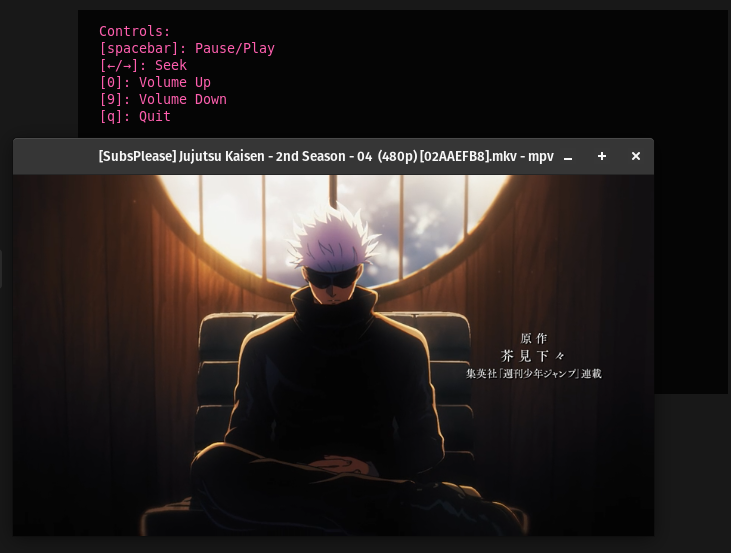 Controls:
[spacebar]: Pause/Play
[←/→]: Seek
[0]: Volume Up
[9]: Volume Down
[q]: Quit
[SubsPlease] Jujutsu Kaisen - 2nd Season - 04 (480p) [02AAEFB8].mkv - mpv
原作
芥見下々
集英社「週刊少年ジャンプ」連載